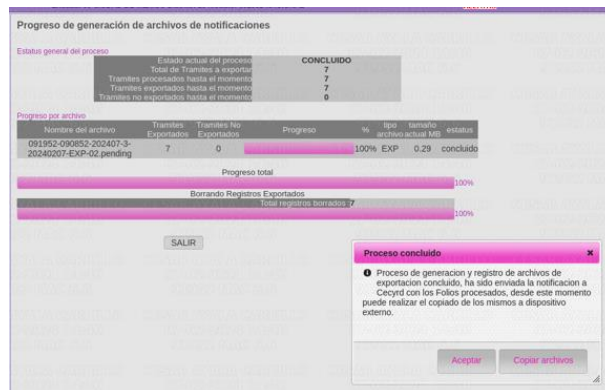 Progreso de generación de archivos de notificaciones
Estatus general del proceso
Estado actual del proceso CONCLUIDO
Total de Tramites a exportar 7
Tramites procesados hasta el momento 7
Tramites exportados hasta el momento 7
Tramites no exportados hasta el momento 0
Progreso por archivo
Nombre del archivo Tramites Exportados Tramites No Exportados Progreso % tipo archivo tamaño actual MB estatus
091952-090852-202407-3-
20240207-EXP-02.pending 7 0 100% EXP 0.29 concluido
Progreso total
100%
Borrando Registros Exportados
Total registros borrados 7
100%
SALIR
Proceso concluido
Proceso de generacion y registro de archivos de
exportacion concluido, ha sido enviada la notificacion a
Cecyrd con los Folios procesados, desde este momento
puede realizar el copiado de los mismos a dispositivo
externo.
Aceptar Copiar archivos